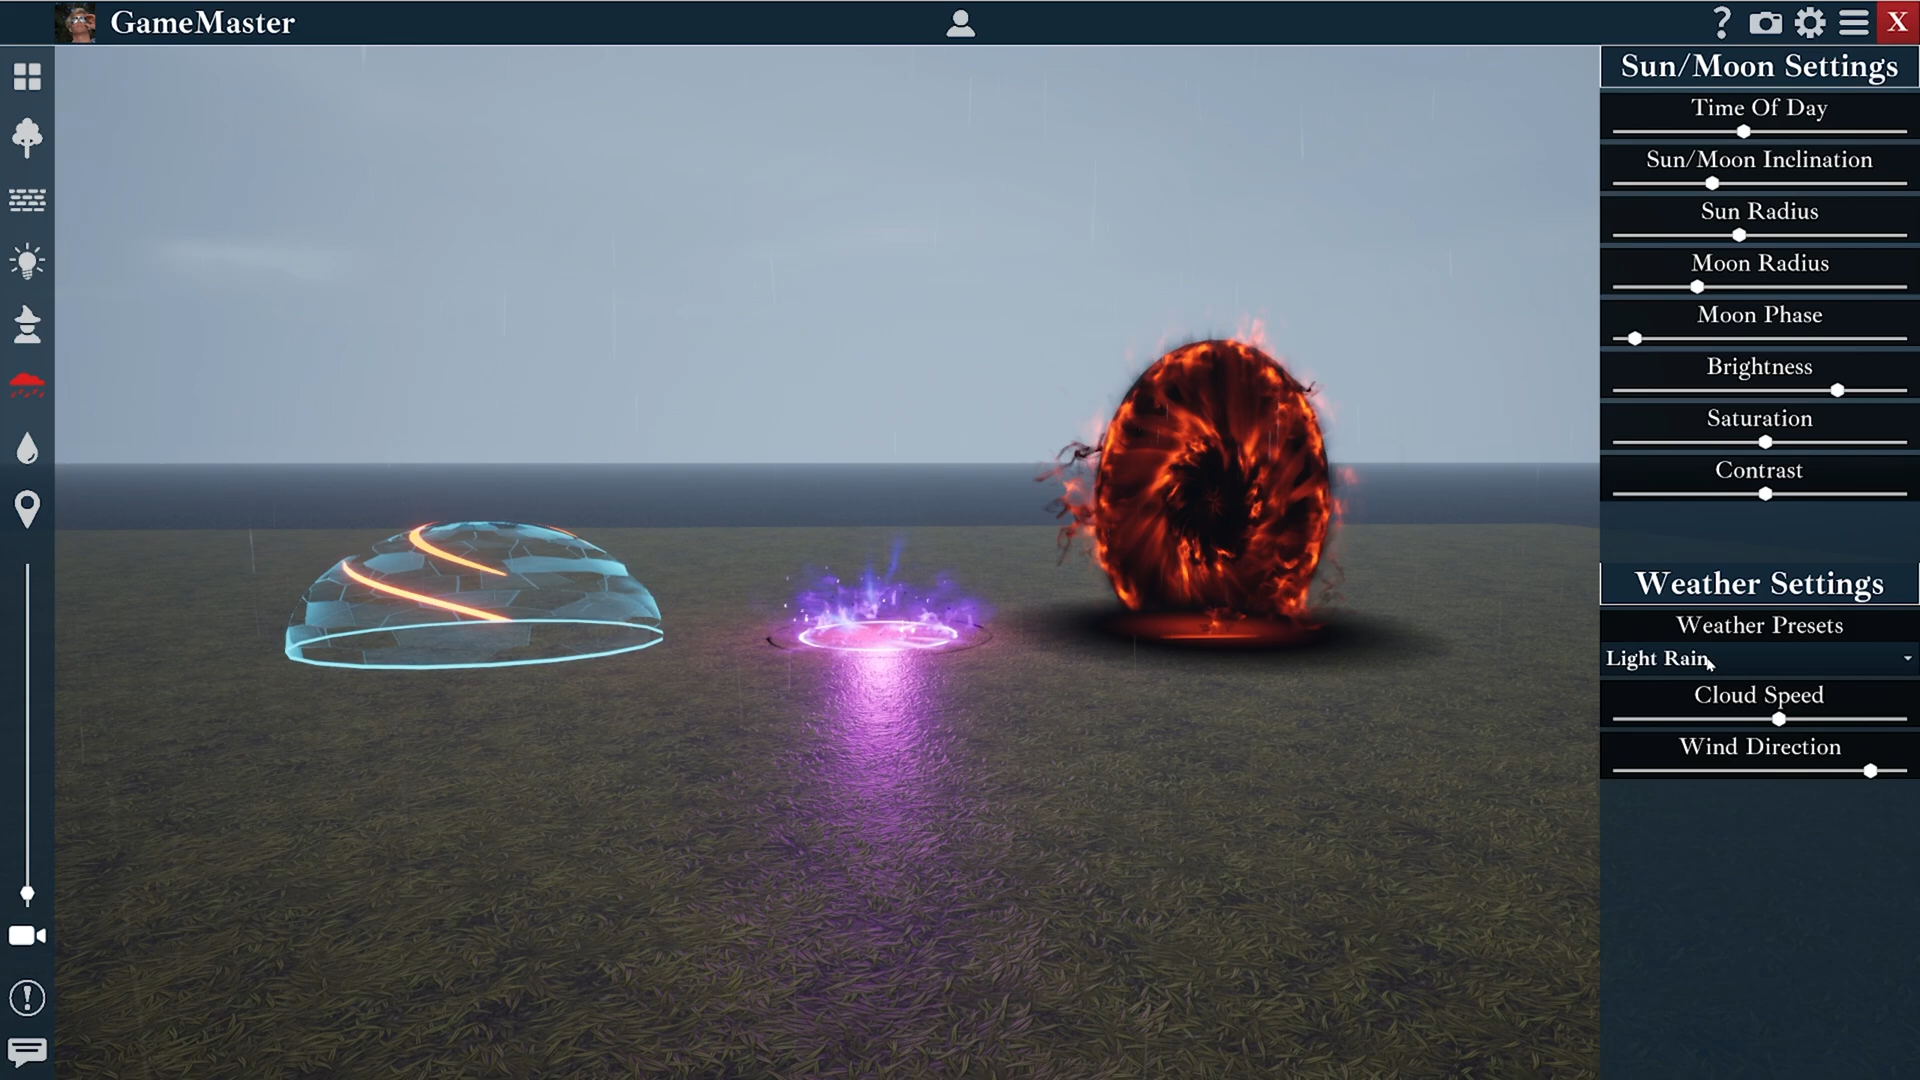 GameMaster
?
X
Sun/Moon Settings
Time Of Day
Sun/Moon Inclination
Sun Radius
Moon Radius
Moon Phase
Brightness
Saturation
Contrast
Weather Settings
Weather Presets
Light Rain
Cloud Speed
Wind Direction